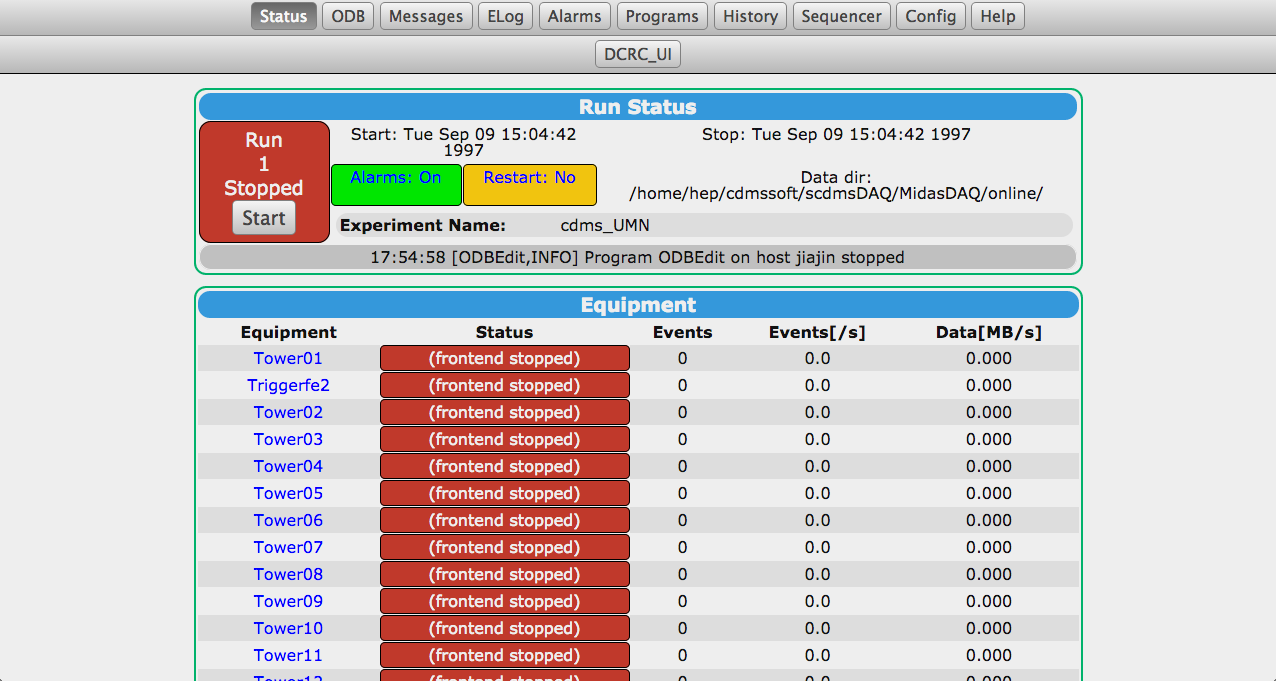 Status ODB Messages ELog Alarms Programs History Sequencer Config Help
DCRC_UI
Run Status
Run
1
Stopped
Start
Start: Tue Sep 09 15:04:42
1997
Stop: Tue Sep 09 15:04:42 1997
Alarms: On
Restart: No
Data dir:
/home/hep/cdmssoft/scdmsDAQ/MidasDAQ/online/
Experiment Name: cdms_UMN
17:54:58 [ODBEdit,INFO] Program ODBEdit on host jiajin stopped
Equipment
Equipment Status Events Events[/s] Data[MB/s]
Tower01 (frontend stopped) 0 0.0 0.000
Triggerfe2 (frontend stopped) 0 0.0 0.000
Tower02 (frontend stopped) 0 0.0 0.000
Tower03 (frontend stopped) 0 0.0 0.000
Tower04 (frontend stopped) 0 0.0 0.000
Tower05 (frontend stopped) 0 0.0 0.000
Tower06 (frontend stopped) 0 0.0 0.000
Tower07 (frontend stopped) 0 0.0 0.000
Tower08 (frontend stopped) 0 0.0 0.000
Tower09 (frontend stopped) 0 0.0 0.000
Tower10 (frontend stopped) 0 0.0 0.000
Tower11 (frontend stopped) 0 0.0 0.000
Tower12 (frontend stopped) 0 0.0 0.000